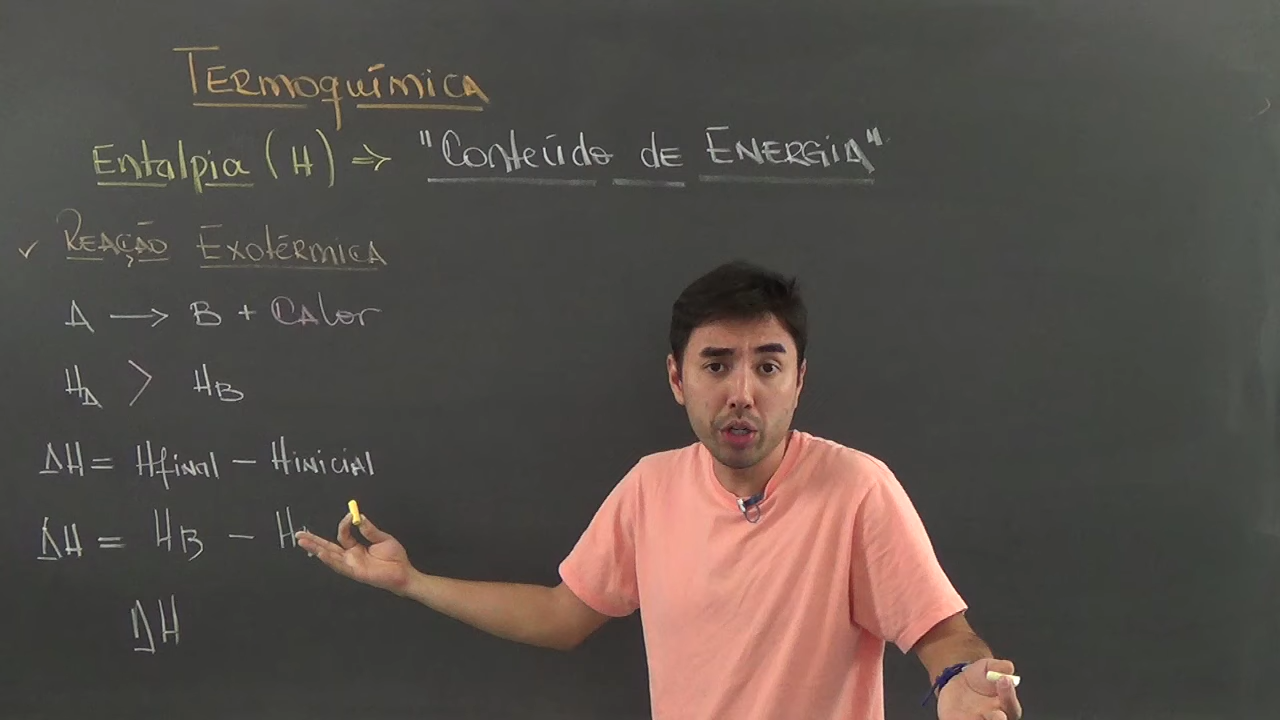 Termoquímica
Entalpia (H) => "Conteúdo de Energia"
✓ Reação Exotérmica
A → B + Calor
HA > HB
ΔH = Hfinal - Hinicial
ΔH = HB - H
ΔH